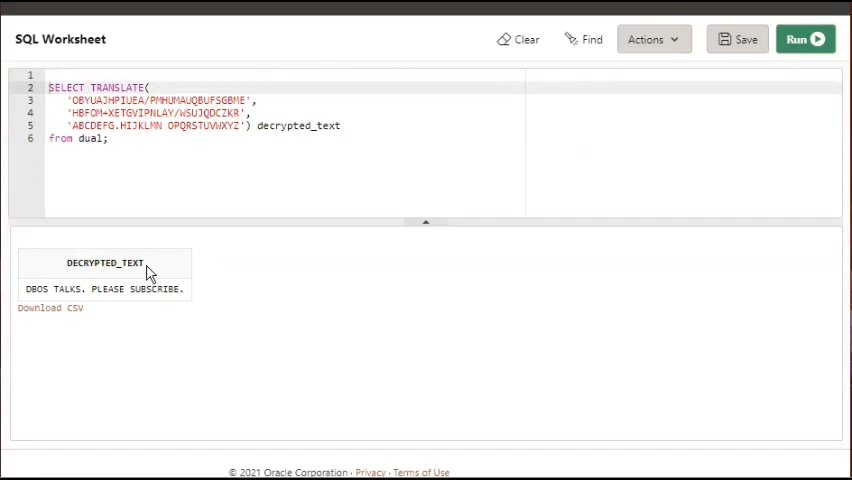 SQL Worksheet
Clear
Find
Actions
Save
Run
1
2 SELECT TRANSLATE(
3 'OBYUAJHPIUEA/PMHUMAUQBUFSGBME',
4 'HBFOM+XETGVIPNLAY/WSUJQDCZKR',
5 'ABCDEFG.HIJKLMN OPQRSTUVWXYZ') decrypted_text
6 from dual;
DECRYPTED_TEXT
DBOS TALKS. PLEASE SUBSCRIBE.
Download CSV
© 2021 Oracle Corporation · Privacy · Terms of Use